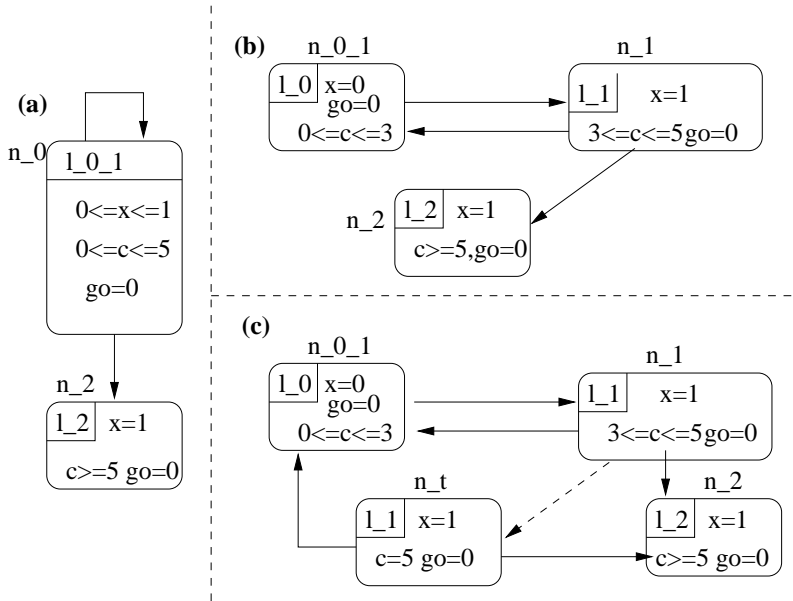 (a)
n_0
l_0_1
0<=x<=1
0<=c<=5
go=0
n_2
l_2 x=1
c>=5 go=0
(b)
n_0_1
l_0 x=0
go=0
0<=c<=3
n_1
l_1 x=1
3<=c<=5go=0
n_2
l_2 x=1
c>=5,go=0
(c)
n_0_1
l_0 x=0
go=0
0<=c<=3
n_1
l_1 x=1
3<=c<=5go=0
n_t
l_1 x=1
c=5 go=0
n_2
l_2 x=1
c>=5 go=0